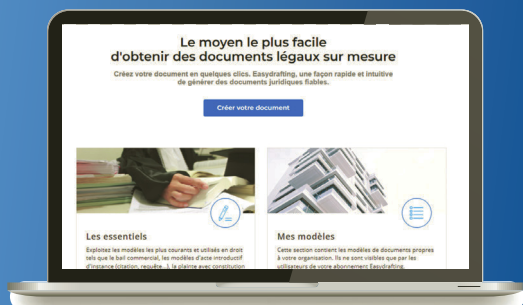 Le moyen le plus facile
d'obtenir des documents légaux sur mesure
Créez votre document en quelques clics. Easydrafting, une façon rapide et intuitive
de générer des documents juridiques fiables.
Créer votre document
Les essentiels
Exploitez les modèles les plus courants et utilisés en droit
tels que le bail commercial, les modèles d'acte introductif
d'instance (citation, requête...), la plainte avec constitution
Mes modèles
Cette section contient les modèles de documents propres
à votre organisation. Ils ne sont visibles que par les
utilisateurs de votre abonnement Easydrafting.